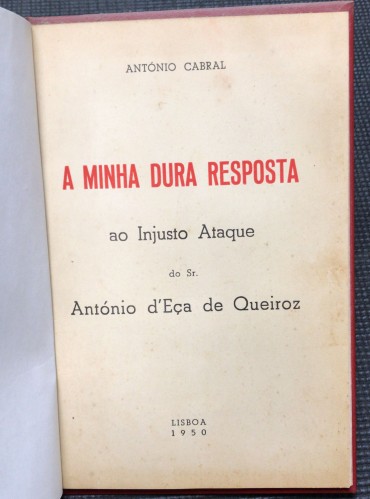 ANTÓNIO CABRAL
A MINHA DURA RESPOSTA
ao Injusto Ataque
do Sr.
António d'Eça de Queiroz
LISBOA
1950